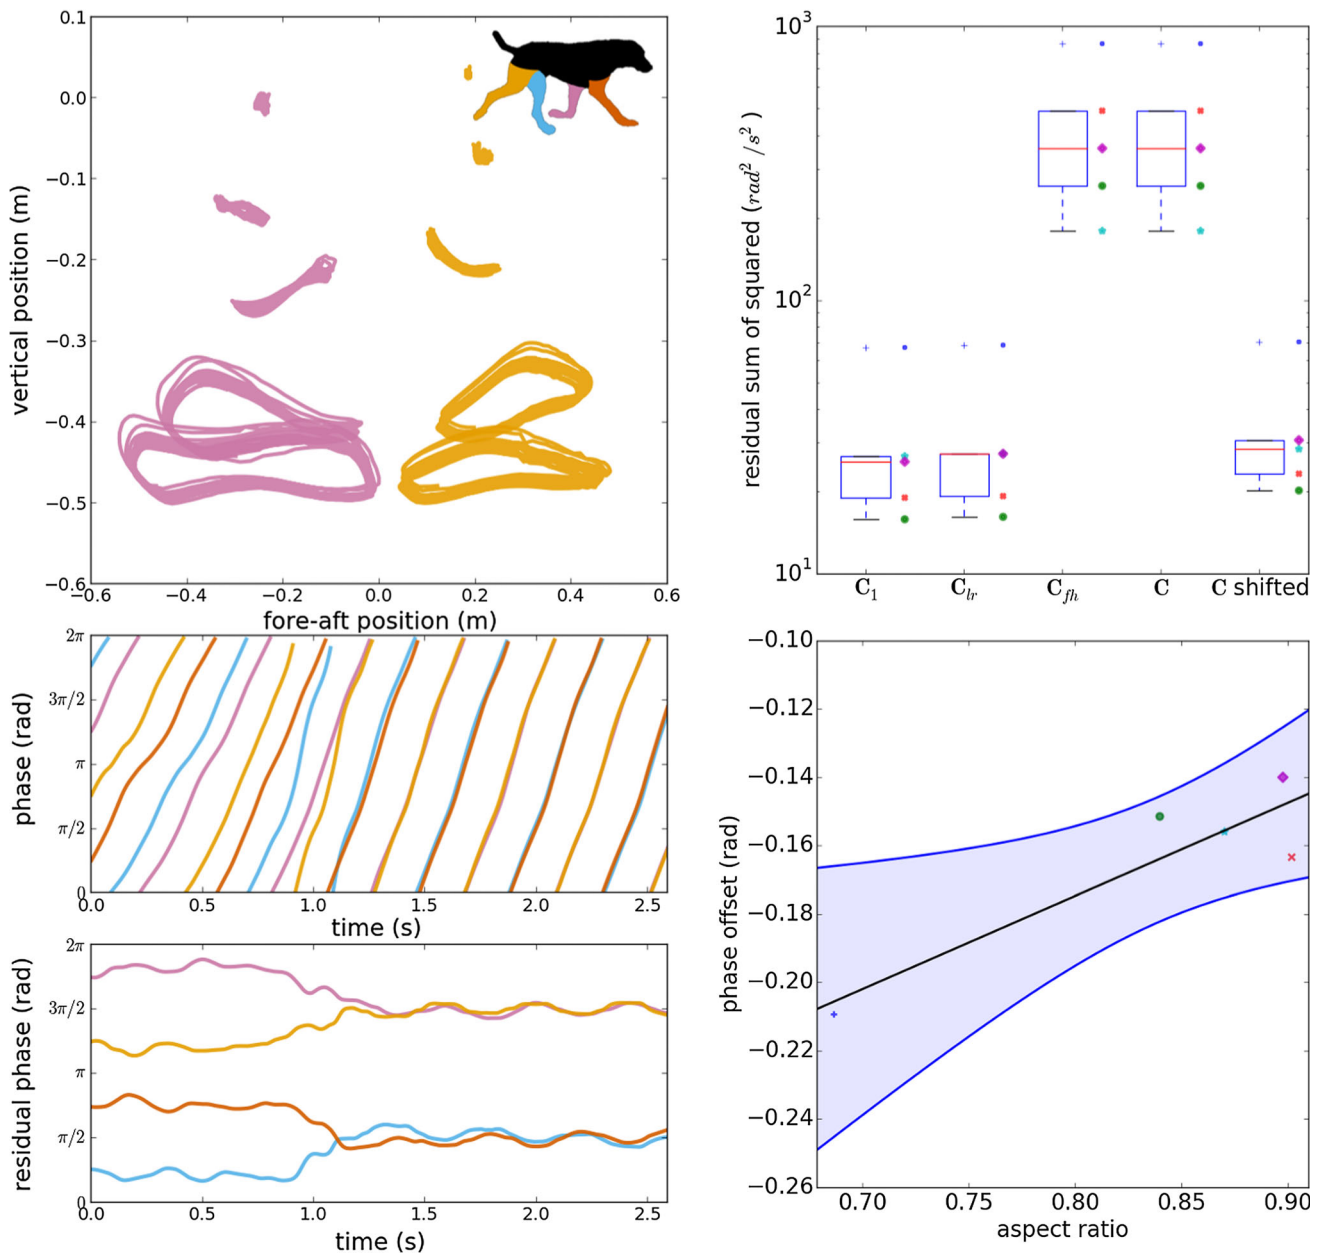 0.1
0.0
−0.1
−0.2
−0.3
−0.4
−0.5
−0.6
vertical position (m)
−0.6 −0.4 −0.2 0.0 0.2 0.4 0.6
fore-aft position (m)
2π
3π/2
π
π/2
0
phase (rad)
0.0 0.5 1.0 1.5 2.0 2.5
time (s)
2π
3π/2
π
π/2
0
residual phase (rad)
0.0 0.5 1.0 1.5 2.0 2.5
time (s)
10³
10²
10¹
residual sum of squared (rad² / s² )
C₁ Cₗᵣ C_fh C C shifted
−0.10
−0.12
−0.14
−0.16
−0.18
−0.20
−0.22
−0.24
−0.26
phase offset (rad)
0.70 0.75 0.80 0.85 0.90
aspect ratio